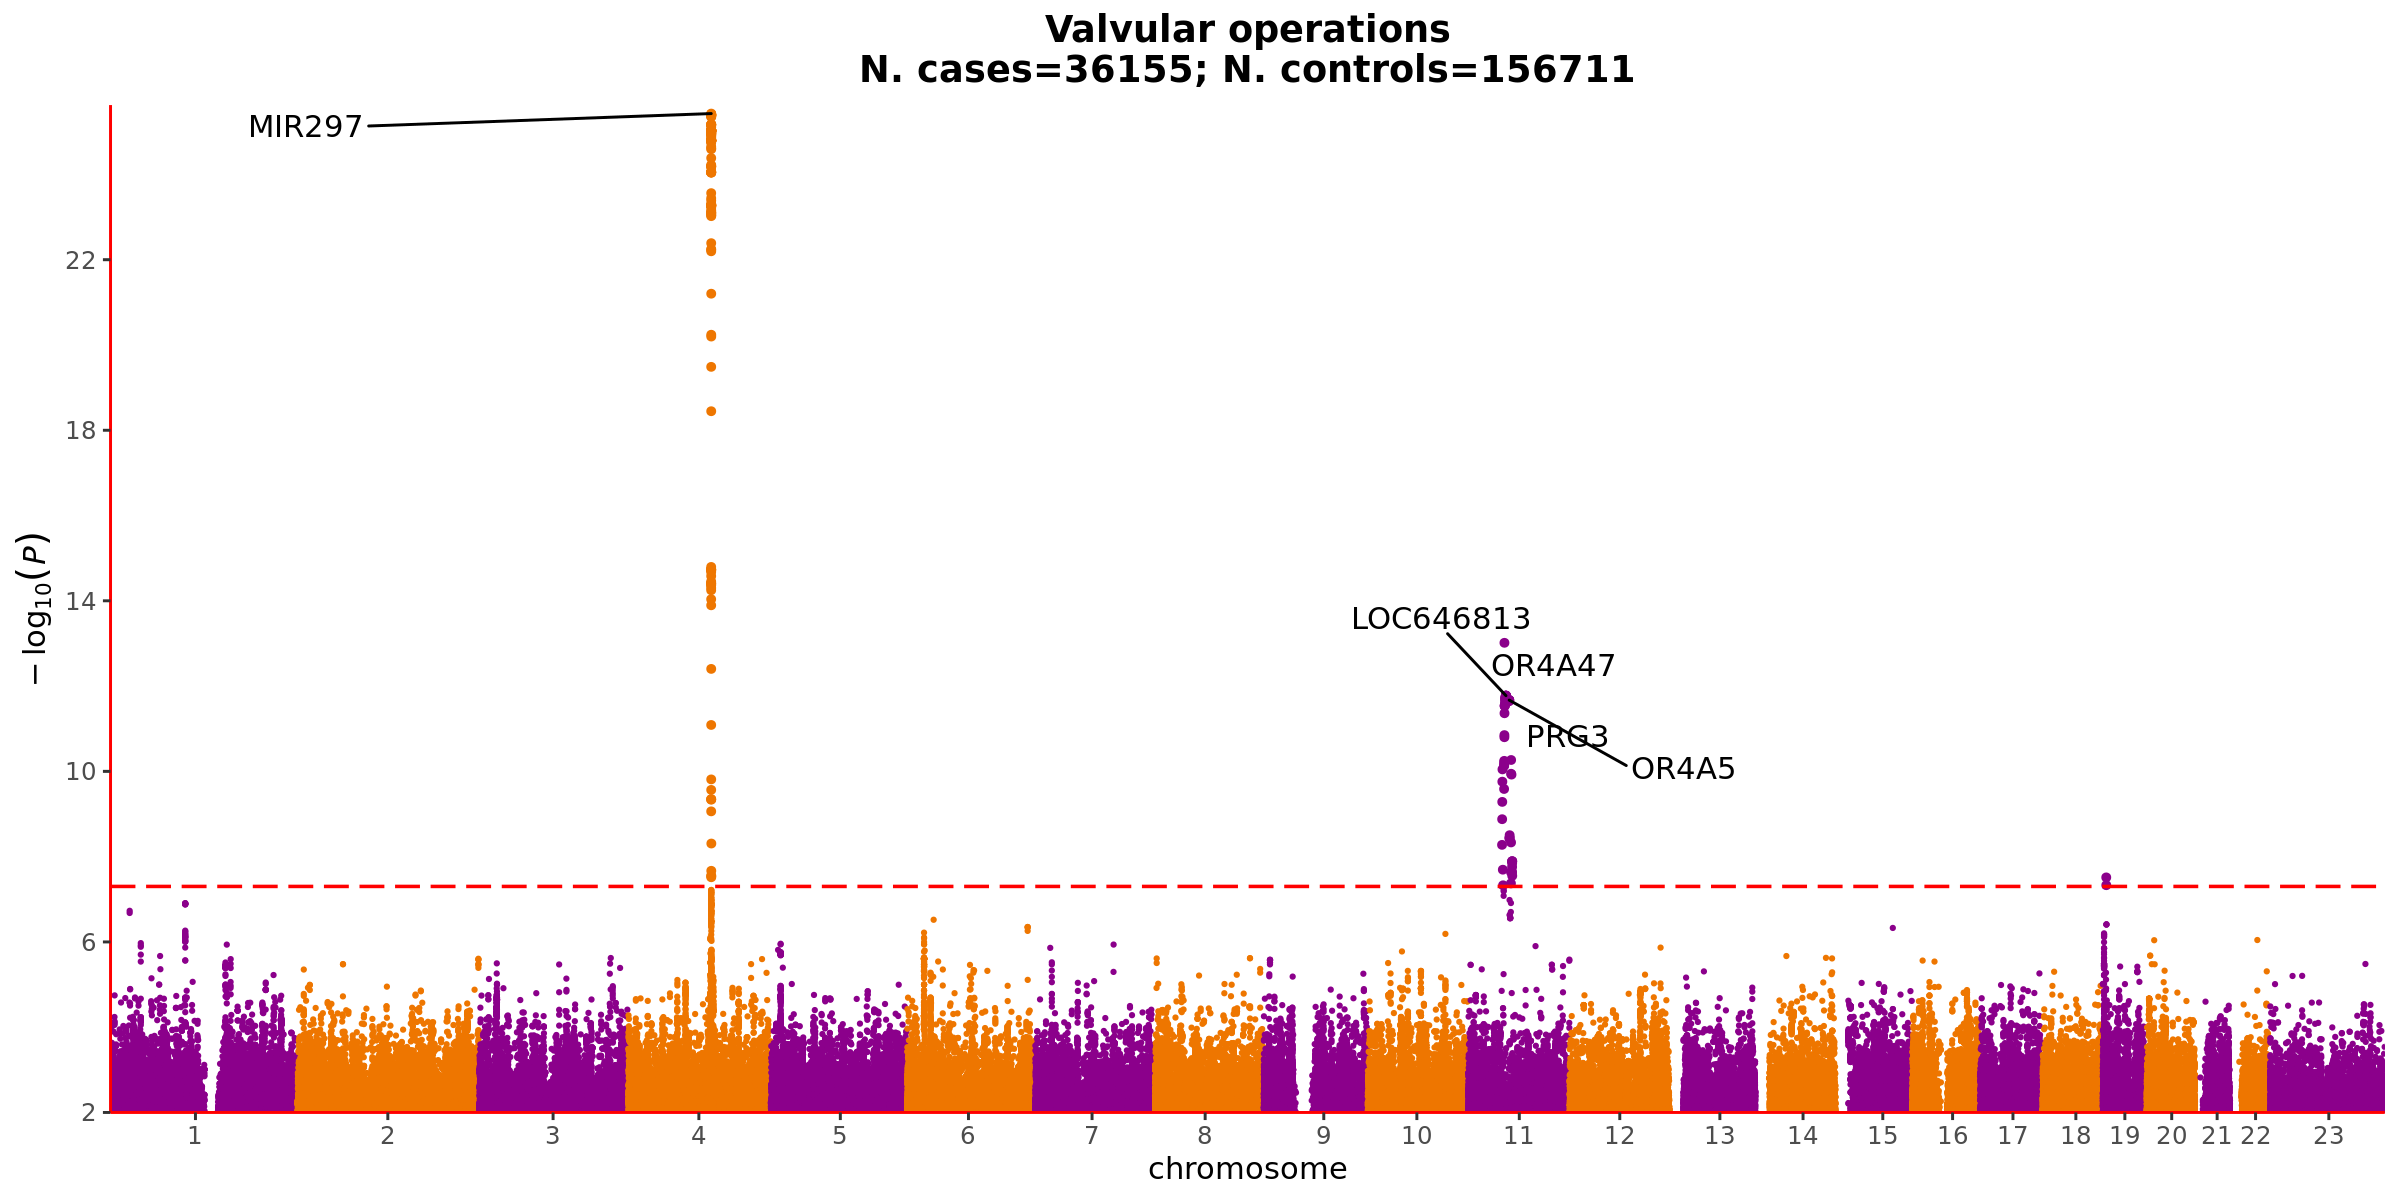 Valvular operations
N. cases=36155; N. controls=156711
MIR297
LOC646813
OR4A47
PRG3
OR4A5
− log10(P)
22
18
14
10
6
2
1 2 3 4 5 6 7 8 9 10 11 12 13 14 15 16 17 18 19 20 21 22 23
chromosome